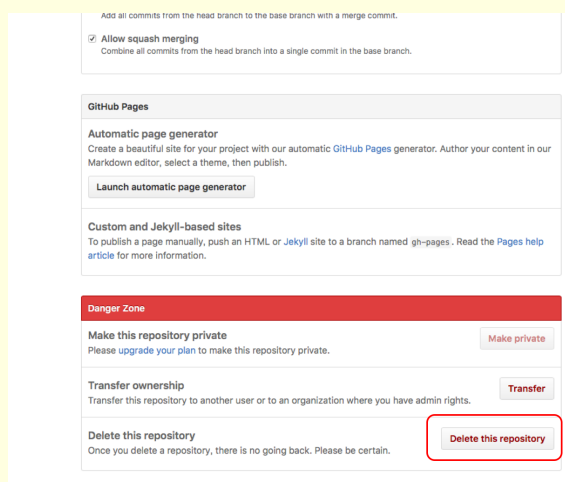 Add all commits from the head branch to the base branch with a merge commit.
Allow squash merging
Combine all commits from the head branch into a single commit in the base branch.
GitHub Pages
Automatic page generator
Create a beautiful site for your project with our automatic GitHub Pages generator. Author your content in our
Markdown editor, select a theme, then publish.
Launch automatic page generator
Custom and Jekyll-based sites
To publish a page manually, push an HTML or Jekyll site to a branch named gh-pages. Read the Pages help
article for more information.
Danger Zone
Make this repository private
Please upgrade your plan to make this repository private.
Make private
Transfer ownership
Transfer this repository to another user or to an organization where you have admin rights.
Transfer
Delete this repository
Once you delete a repository, there is no going back. Please be certain.
Delete this repository